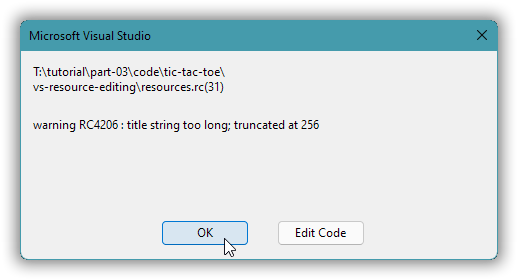 Microsoft Visual Studio
T:\tutorial\part-03\code\tic-tac-toe\
vs-resource-editing\resources.rc(31)
warning RC4206 : title string too long; truncated at 256
OK
Edit Code